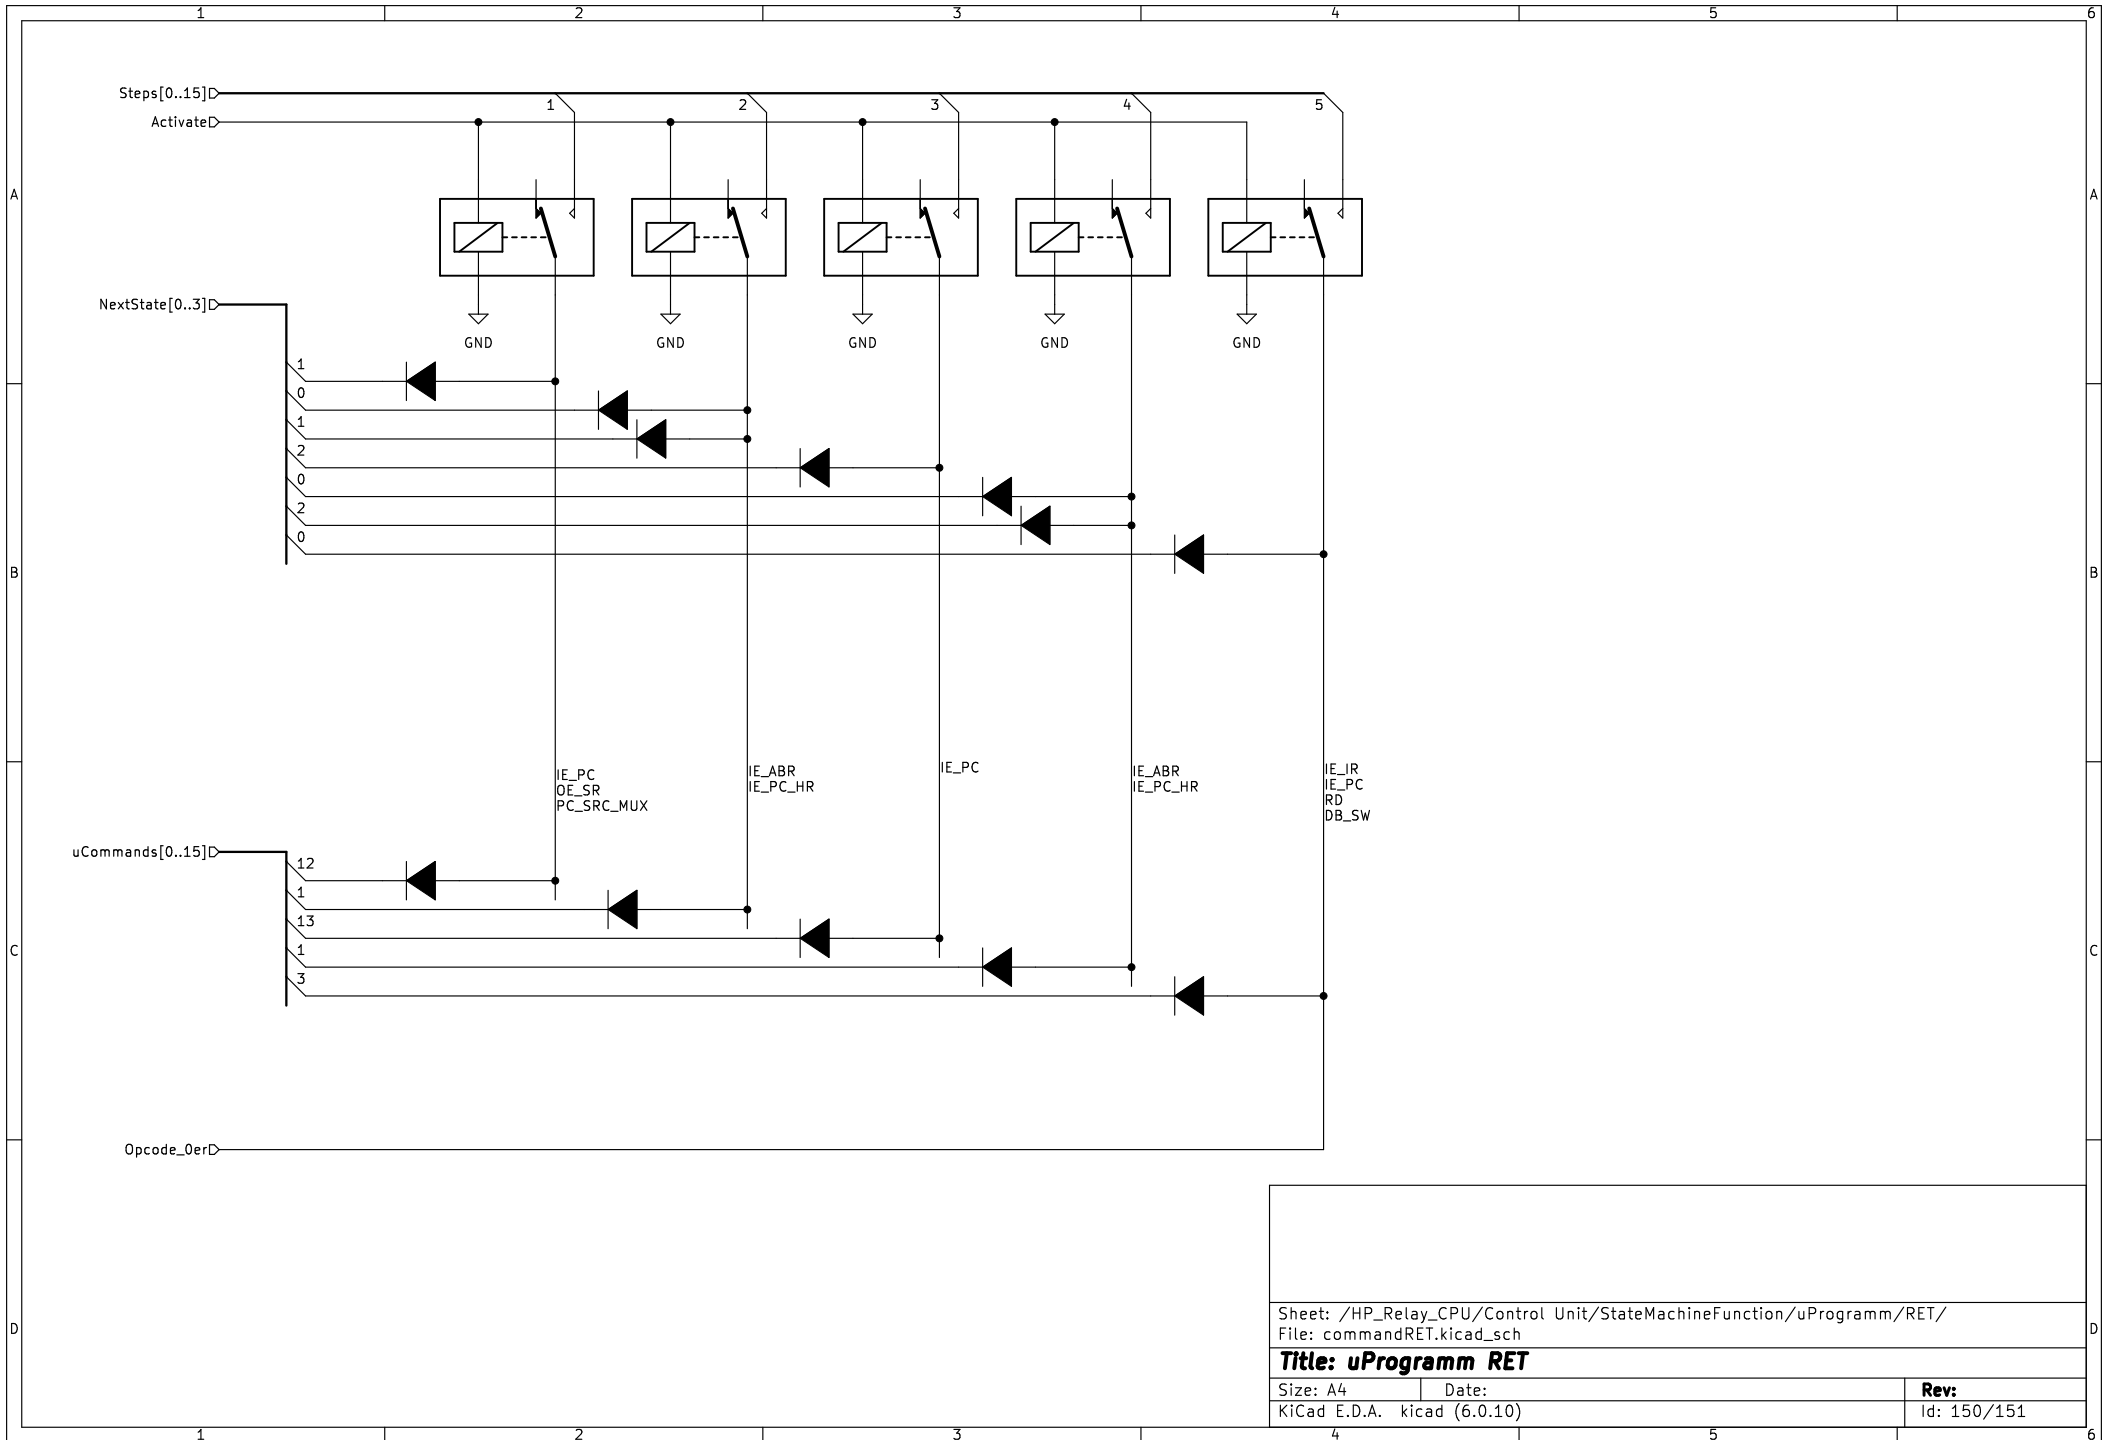 1 2 3 4 5 6
Steps[0..15]
1 2 3 4 5
Activate
A A
NextState[0..3]
GND GND GND GND GND
1
0
1
2
0
2
0
B B
IE_PC
OE_SR
PC_SRC_MUX
IE_ABR
IE_PC_HR
IE_PC
IE_ABR
IE_PC_HR
IE_IR
IE_PC
RD
DB_SW
uCommands[0..15]
12
1
13
1
3
C C
Opcode_0er
D D
Sheet: /HP_Relay_CPU/Control Unit/StateMachineFunction/uProgramm/RET/
File: commandRET.kicad_sch
Title: uProgramm RET
Size: A4 Date: Rev:
KiCad E.D.A. kicad (6.0.10) Id: 150/151
1 2 3 4 5 6